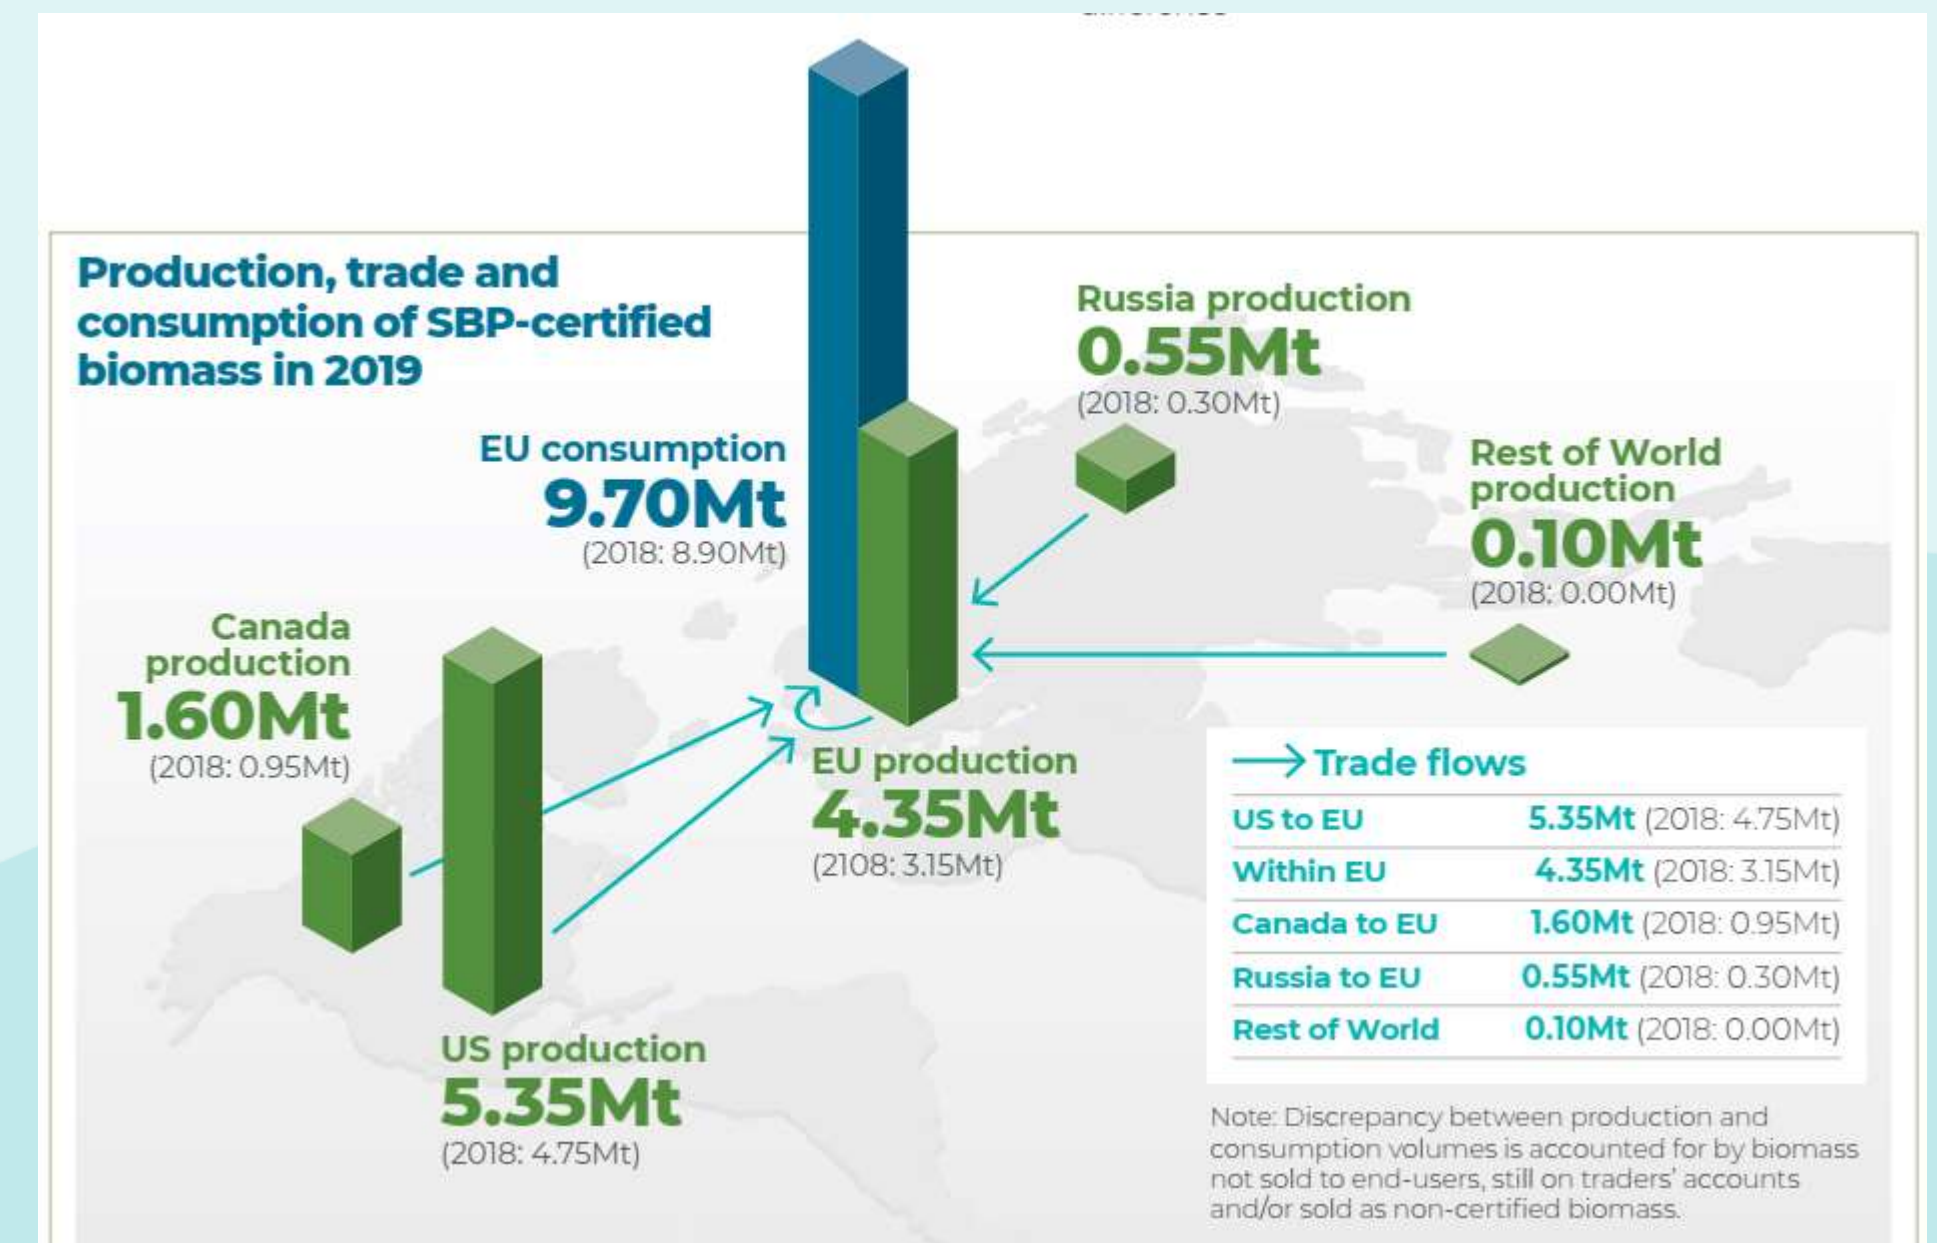 Production, trade and
consumption of SBP-certified
biomass in 2019
Russia production
0.55Mt
(2018: 0.30Mt)
EU consumption
9.70Mt
(2018: 8.90Mt)
Rest of World
production
0.10Mt
(2018: 0.00Mt)
Canada
production
1.60Mt
(2018: 0.95Mt)
EU production
4.35Mt
(2108: 3.15Mt)
US production
5.35Mt
(2018: 4.75Mt)
Trade flows
US to EU 5.35Mt (2018: 4.75Mt)
Within EU 4.35Mt (2018: 3.15Mt)
Canada to EU 1.60Mt (2018: 0.95Mt)
Russia to EU 0.55Mt (2018: 0.30Mt)
Rest of World 0.10Mt (2018: 0.00Mt)
Note: Discrepancy between production and
consumption volumes is accounted for by biomass
not sold to end-users, still on traders' accounts
and/or sold as non-certified biomass.